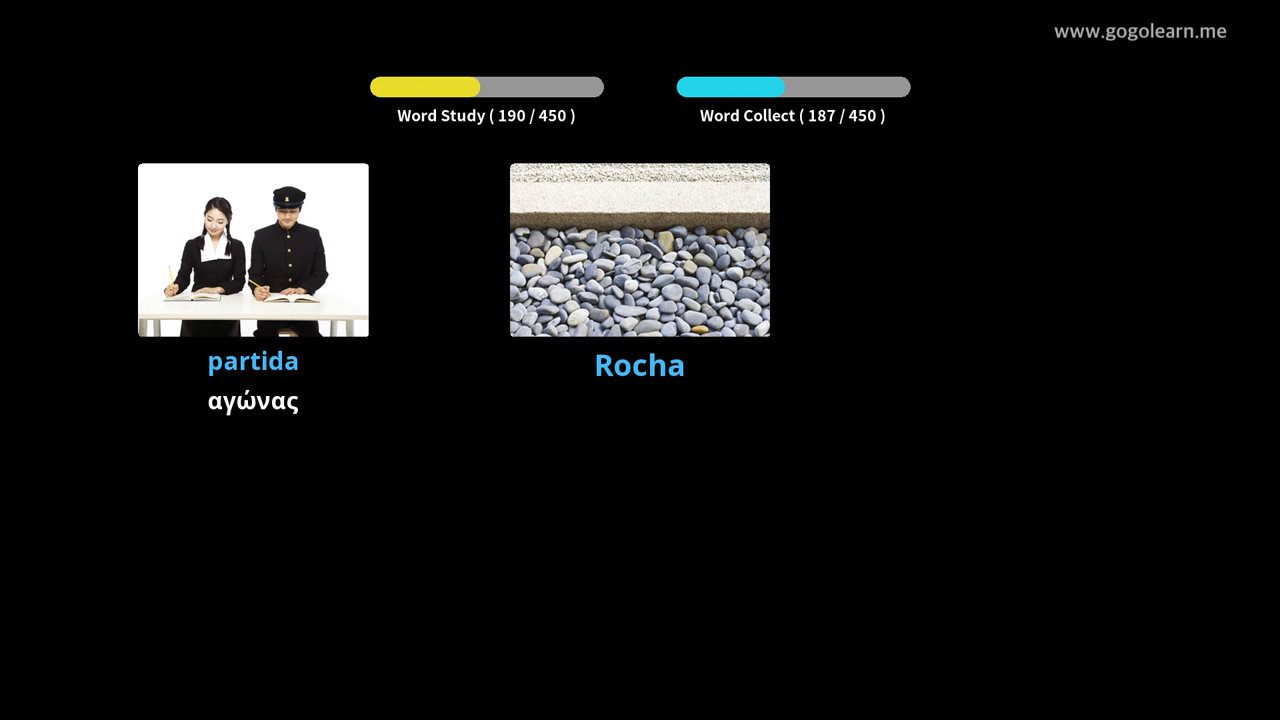 www.gogolearn.me
Word Study ( 190 / 450 )
Word Collect ( 187 / 450 )
partida
αγώνας
Rocha